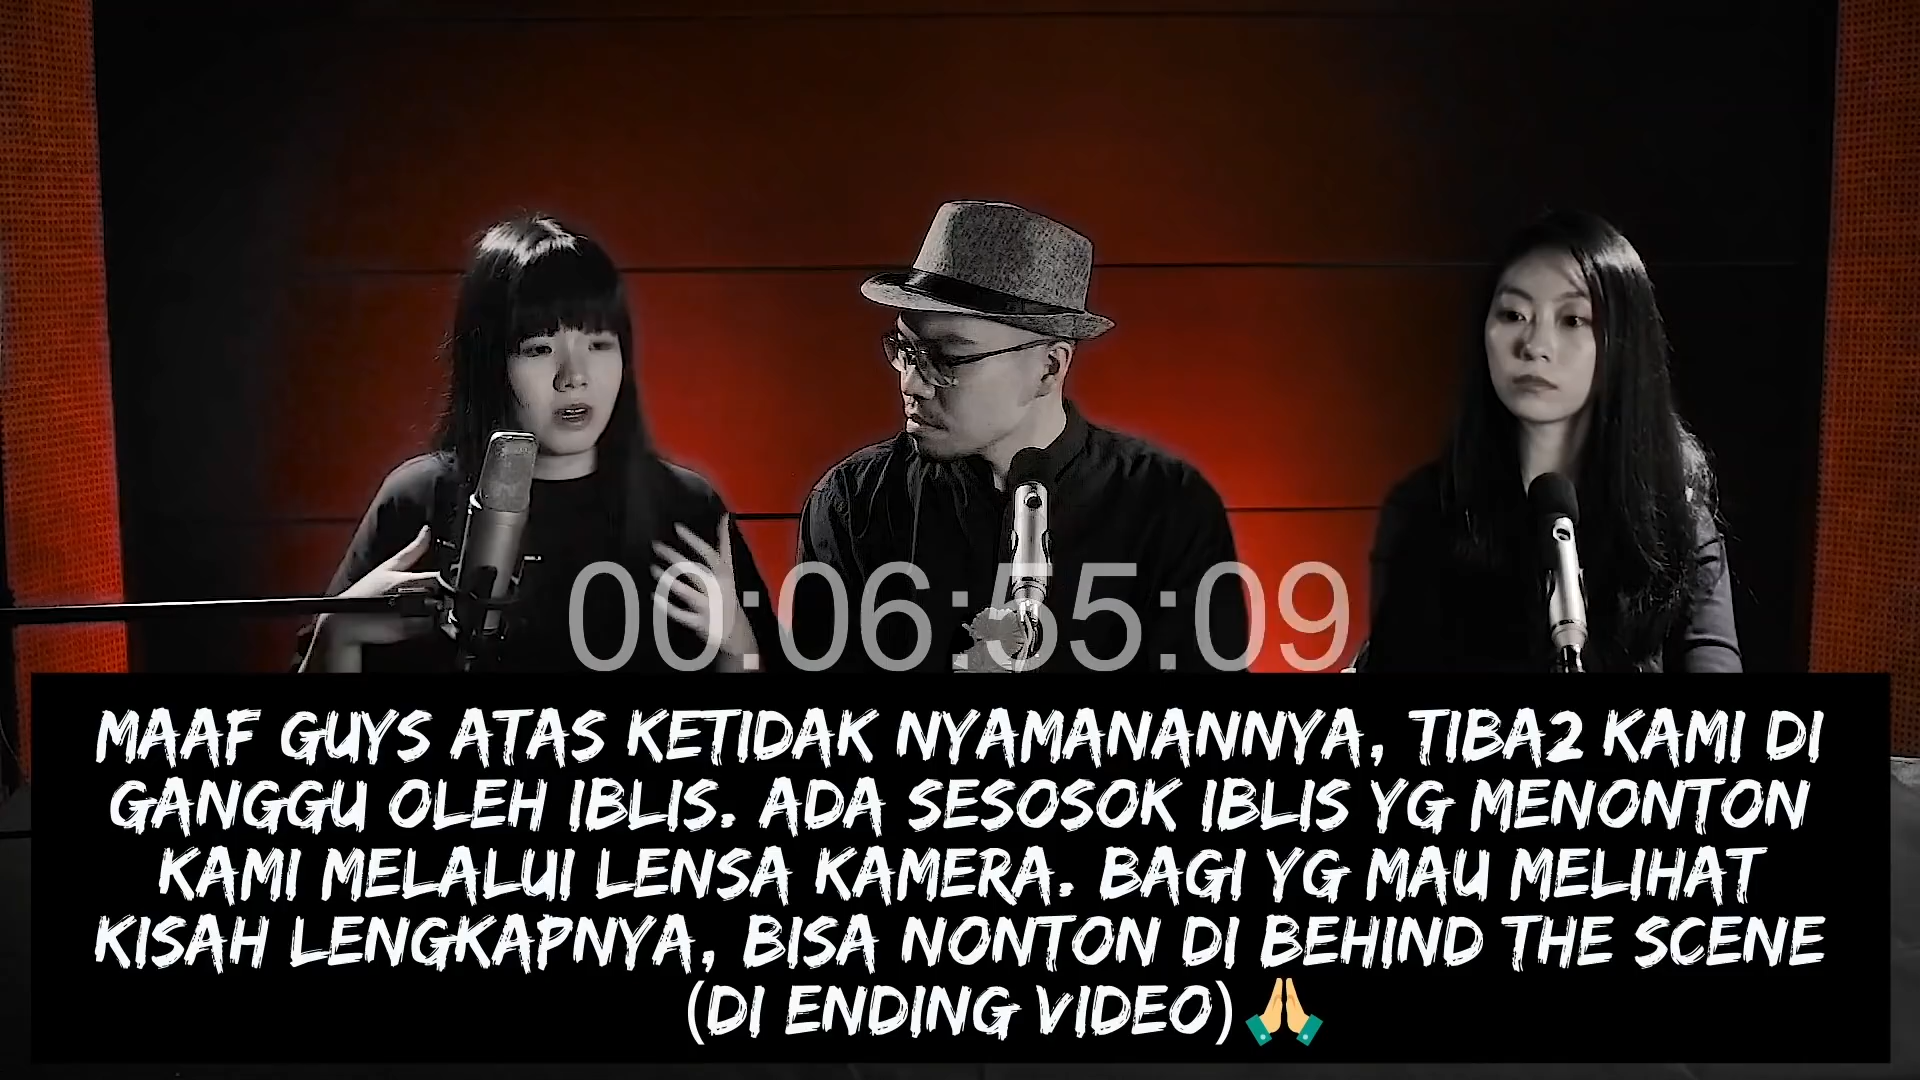 00:06:55:09
MAAF GUYS ATAS KETIDAK NYAMANANNYA, TIBA2 KAMI DI
GANGGU OLEH IBLIS. ADA SESOSOK IBLIS YG MENONTON
KAMI MELALUI LENSA KAMERA. BAGI YG MAU MELIHAT
KISAH LENGKAPNYA, BISA NONTON DI BEHIND THE SCENE
(DI ENDING VIDEO)🙏